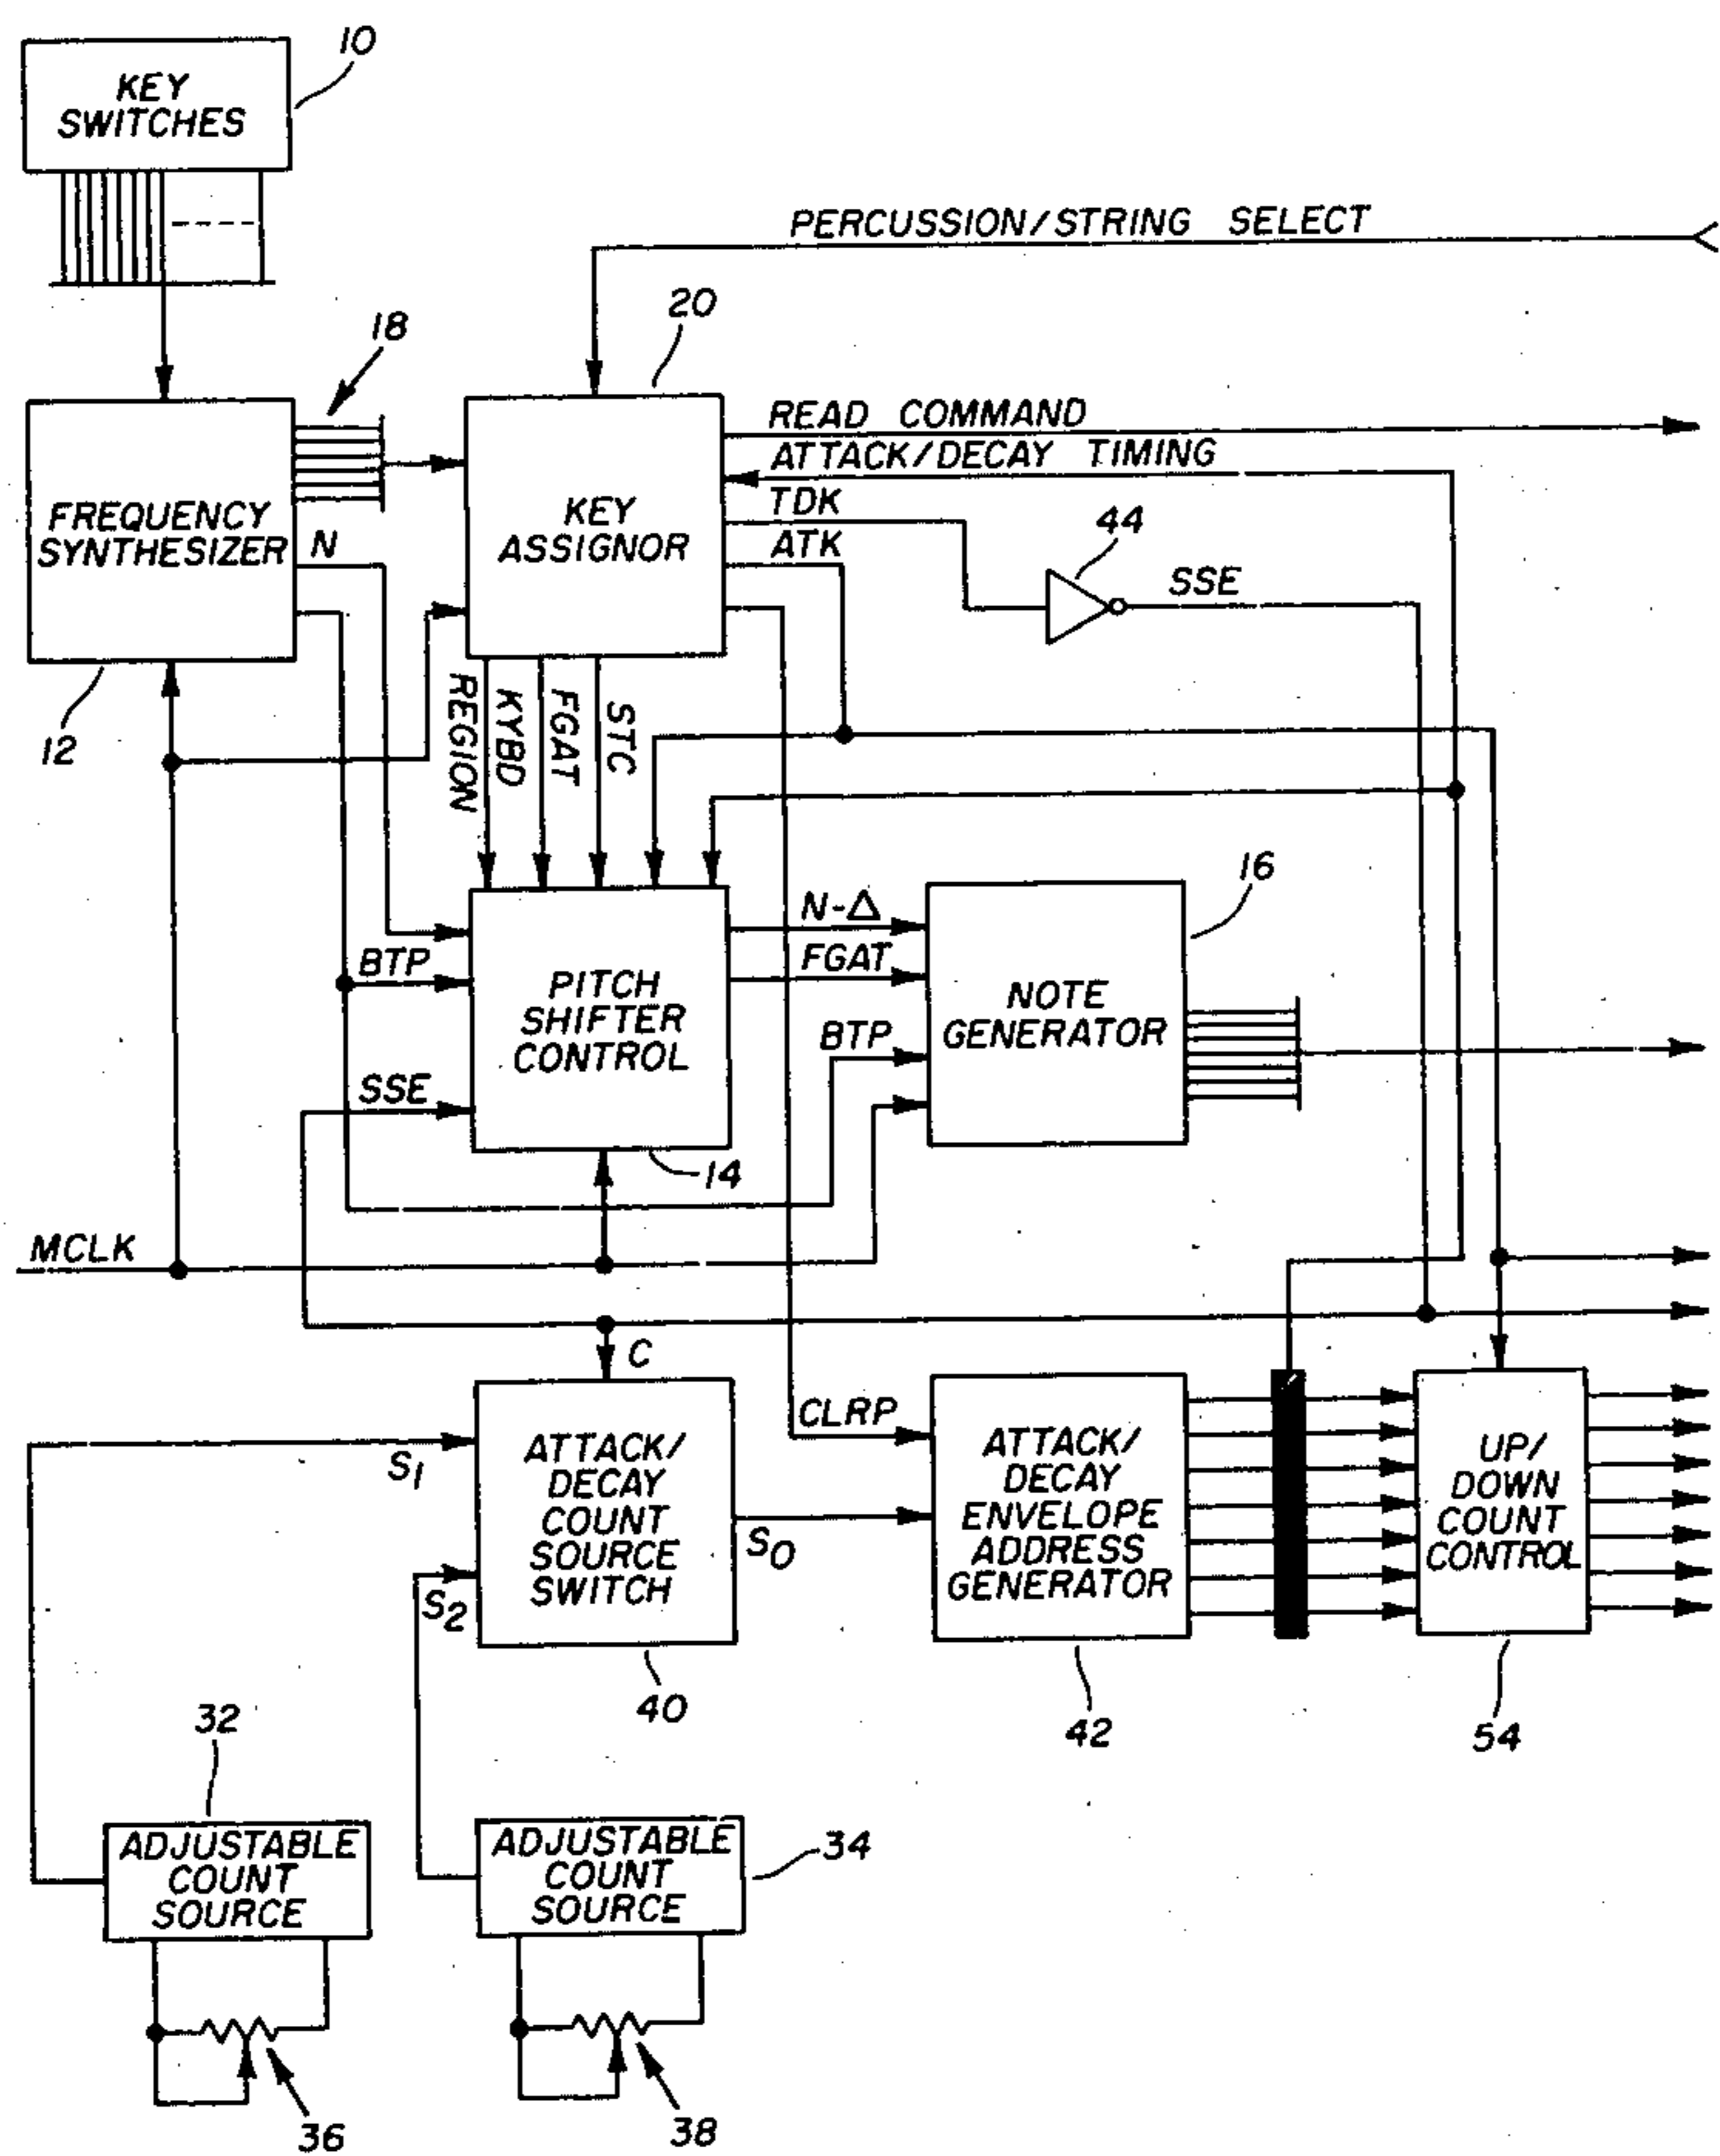 10
KEY
SWITCHES
PERCUSSION/STRING SELECT
20
18
READ COMMAND
ATTACK/DECAY TIMING
TDK
ATK
FREQUENCY
SYNTHESIZER
N
KEY
ASSIGNOR
44
SSE
12
REGION
KYBD
FGAT
STC
16
N-Δ
FGAT
BTP
BTP
SSE
PITCH
SHIFTER
CONTROL
NOTE
GENERATOR
14
MCLK
C
CLRP
S1
S2
S0
ATTACK/
DECAY
COUNT
SOURCE
SWITCH
ATTACK/
DECAY
ENVELOPE
ADDRESS
GENERATOR
UP/
DOWN
COUNT
CONTROL
40
42
54
32
34
ADJUSTABLE
COUNT
SOURCE
ADJUSTABLE
COUNT
SOURCE
36
38